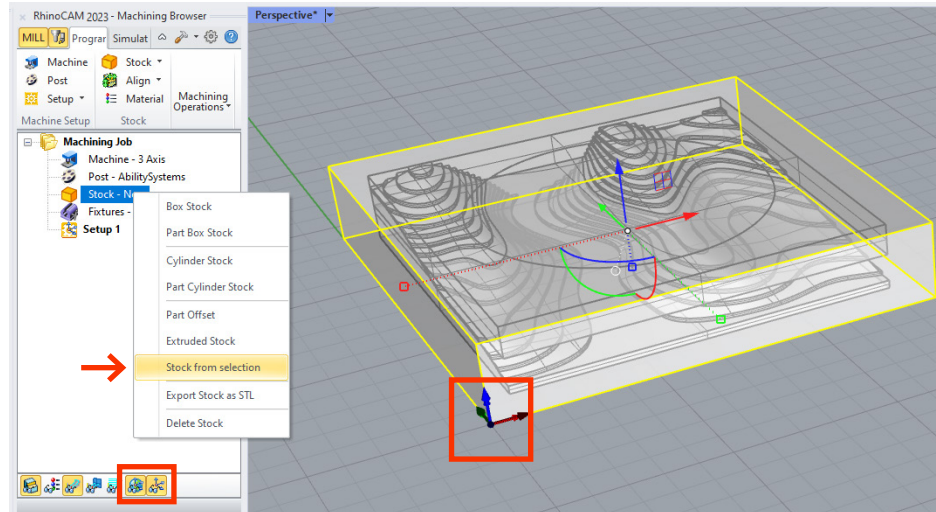 RhinoCAM 2023 - Machining Browser
Perspective*
MILL Prograr Simulat
Machine Stock
Post Align
Setup Material Machining
Operations
Machine Setup Stock
Machining Job
Machine - 3 Axis
Post - AbilitySystems
Stock - N
Fixtures -
Setup 1
Box Stock
Part Box Stock
Cylinder Stock
Part Cylinder Stock
Part Offset
Extruded Stock
Stock from selection
Export Stock as STL
Delete Stock